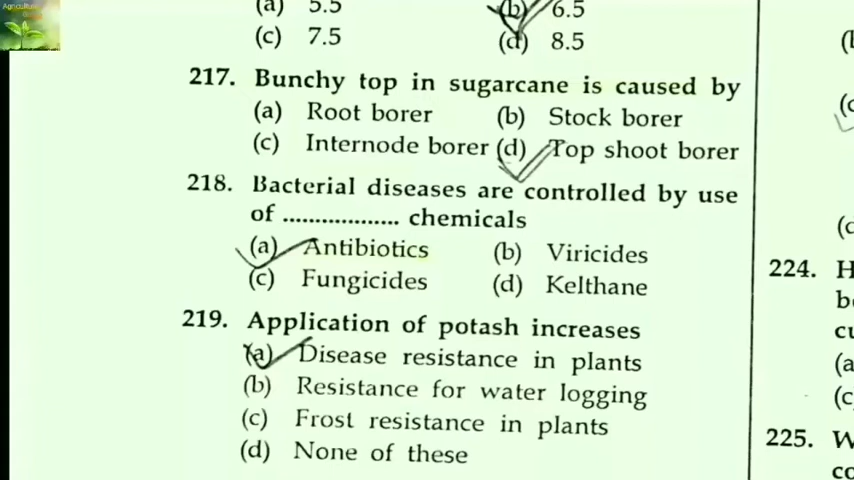 Agriculture
(a) 5.5 (b) 6.5
(c) 7.5 (d) 8.5
217. Bunchy top in sugarcane is caused by
(a) Root borer (b) Stock borer
(c) Internode borer (d) Top shoot borer
218. Bacterial diseases are controlled by use
of .................. chemicals
(a) Antibiotics (b) Viricides
(c) Fungicides (d) Kelthane
219. Application of potash increases
(a) Disease resistance in plants
(b) Resistance for water logging
(c) Frost resistance in plants
(d) None of these
224. H
225. W